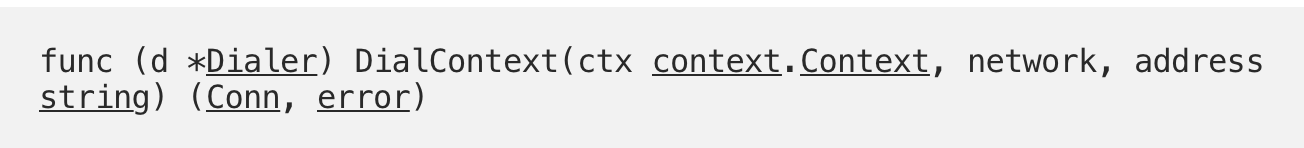 func (d *Dialer) DialContext(ctx context.Context, network, address
string) (Conn, error)